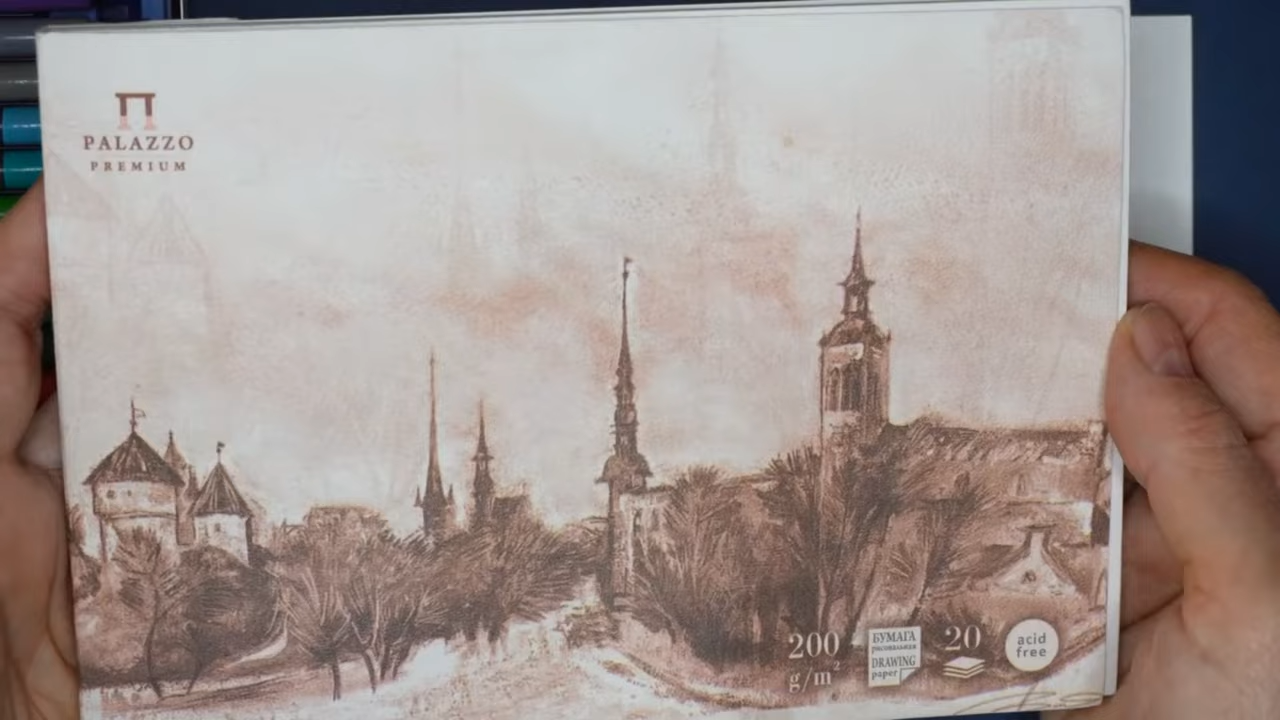 PALAZZO
PREMIUM
200
g/m²
БУМАГА
рисовальная
DRAWING
paper
20
acid
free